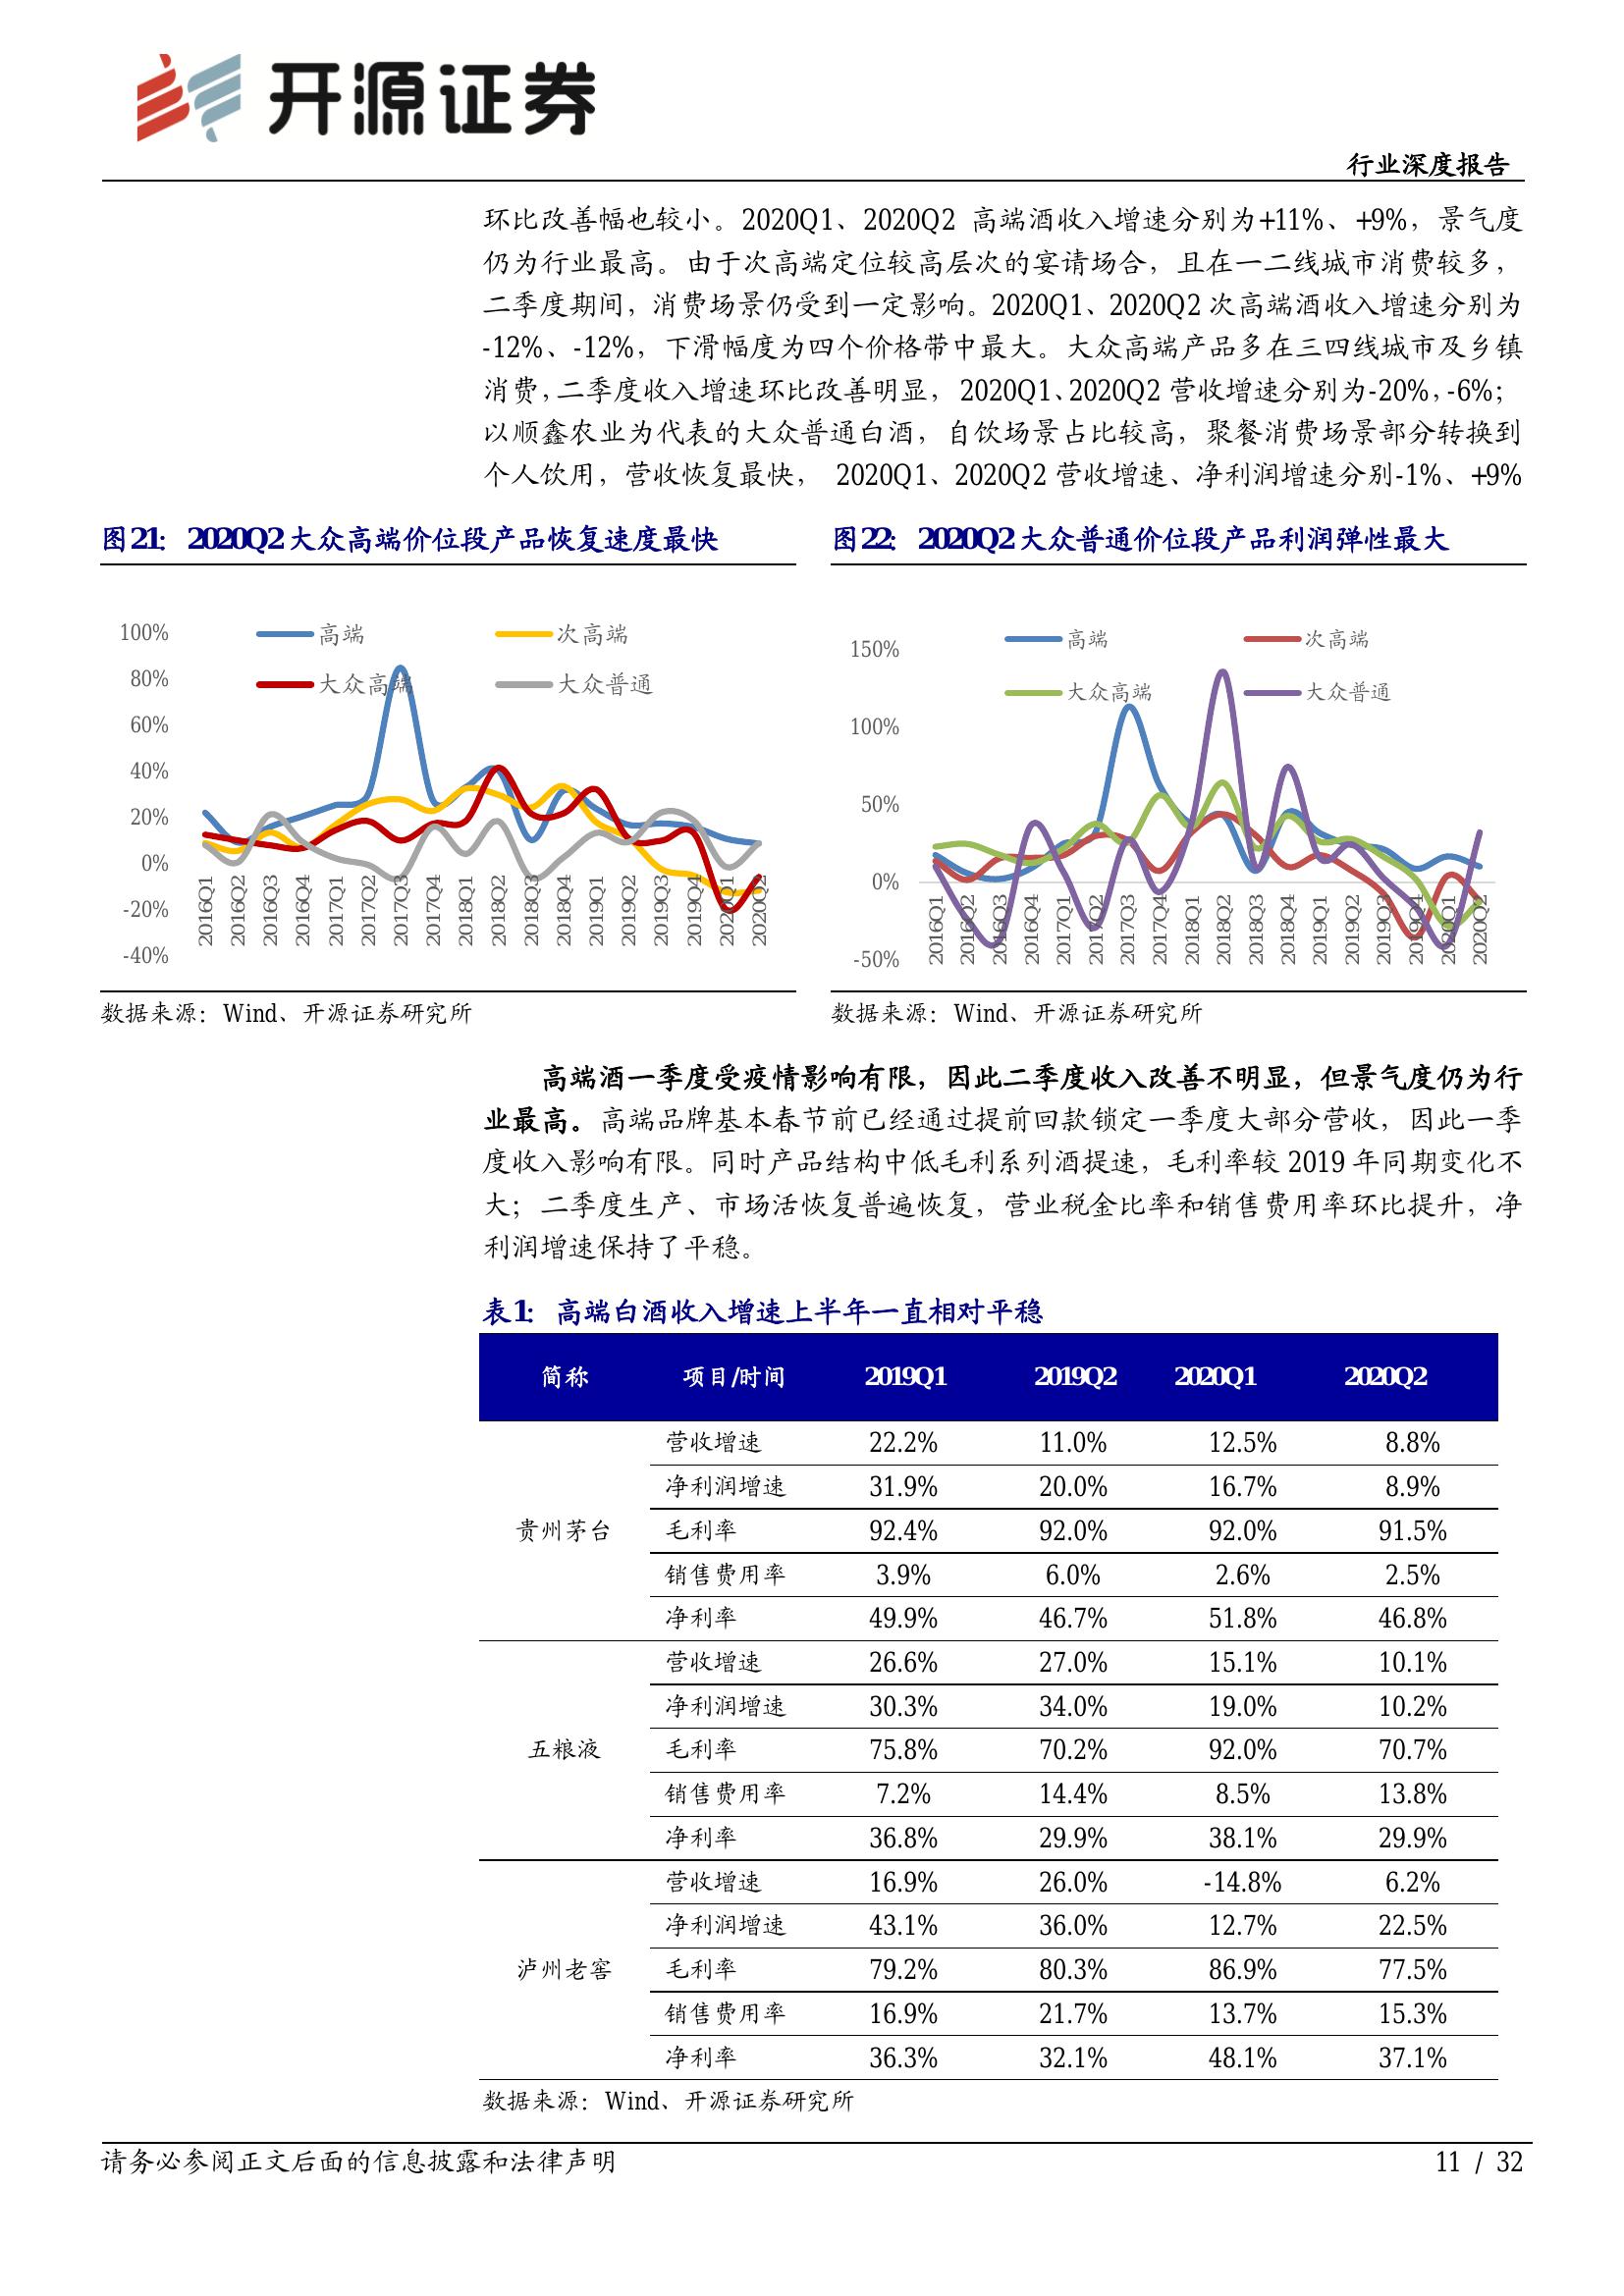 开源证券
行业深度报告
环比改善幅也较小。2020Q1、2020Q2 高端酒收入增速分别为+11%、+9%，景气度
仍为行业最高。由于次高端定位较高层次的宴请场合，且在一二线城市消费较多，
二季度期间，消费场景仍受到一定影响。2020Q1、2020Q2 次高端酒收入增速分别为
-12%、-12%，下滑幅度为四个价格带中最大。大众高端产品多在三四线城市及乡镇
消费，二季度收入增速环比改善明显， 2020Q1、2020Q2 营收增速分别为-20%，-6%；
以顺鑫农业为代表的大众普通白酒，自饮场景占比较高，聚餐消费场景部分转换到
个人饮用，营收恢复最快， 2020Q1、2020Q2 营收增速、净利润增速分别-1%、+9%
图21： 2020Q2大众高端价位段产品恢复速度最快
高端 次高端
大众高端 大众普通
100%
80%
60%
40%
20%
0%
-20%
-40%
2016Q1 2016Q2 2016Q3 2016Q4 2017Q1 2017Q2 2017Q3 2017Q4 2018Q1 2018Q2 2018Q3 2018Q4 2019Q1 2019Q2 2019Q3 2019Q4 2020Q1 2020Q2
数据来源：Wind、开源证券研究所
图22： 2020Q2大众普通价位段产品利润弹性最大
高端 次高端
大众高端 大众普通
150%
100%
50%
0%
-50%
2016Q1 2016Q2 2016Q3 2016Q4 2017Q1 2017Q2 2017Q3 2017Q4 2018Q1 2018Q2 2018Q3 2018Q4 2019Q1 2019Q2 2019Q3 2019Q4 2020Q1 2020Q2
数据来源：Wind、开源证券研究所
高端酒一季度受疫情影响有限，因此二季度收入改善不明显，但景气度仍为行
业最高。高端品牌基本春节前已经通过提前回款锁定一季度大部分营收，因此一季
度收入影响有限。同时产品结构中低毛利系列酒提速，毛利率较 2019 年同期变化不
大；二季度生产、市场活恢复普遍恢复，营业税金比率和销售费用率环比提升，净
利润增速保持了平稳。
表1： 高端白酒收入增速上半年一直相对平稳
简称 项目/时间 2019Q1 2019Q2 2020Q1 2020Q2
贵州茅台
营收增速 22.2% 11.0% 12.5% 8.8%
净利润增速 31.9% 20.0% 16.7% 8.9%
毛利率 92.4% 92.0% 92.0% 91.5%
销售费用率 3.9% 6.0% 2.6% 2.5%
净利率 49.9% 46.7% 51.8% 46.8%
五粮液
营收增速 26.6% 27.0% 15.1% 10.1%
净利润增速 30.3% 34.0% 19.0% 10.2%
毛利率 75.8% 70.2% 92.0% 70.7%
销售费用率 7.2% 14.4% 8.5% 13.8%
净利率 36.8% 29.9% 38.1% 29.9%
泸州老窖
营收增速 16.9% 26.0% -14.8% 6.2%
净利润增速 43.1% 36.0% 12.7% 22.5%
毛利率 79.2% 80.3% 86.9% 77.5%
销售费用率 16.9% 21.7% 13.7% 15.3%
净利率 36.3% 32.1% 48.1% 37.1%
数据来源：Wind、开源证券研究所
请务必参阅正文后面的信息披露和法律声明
11 / 32